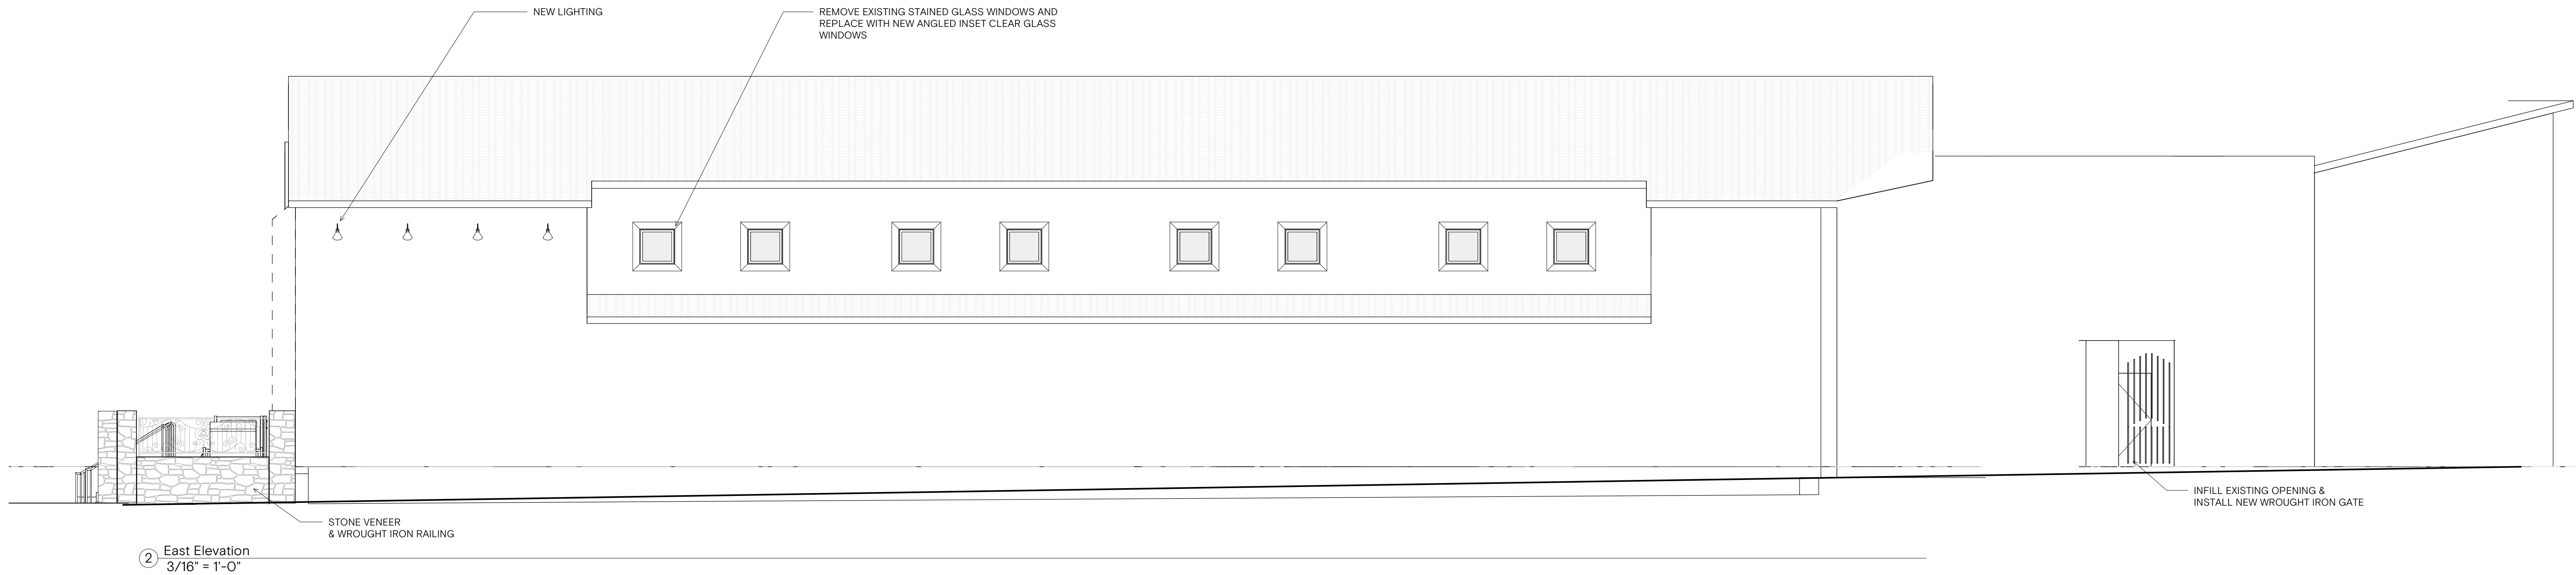 NEW LIGHTING
REMOVE EXISTING STAINED GLASS WINDOWS AND
REPLACE WITH NEW ANGLED INSET CLEAR GLASS
WINDOWS
INFILL EXISTING OPENING &
INSTALL NEW WROUGHT IRON GATE
STONE VENEER
& WROUGHT IRON RAILING
2
East Elevation
3/16" = 1'-0"